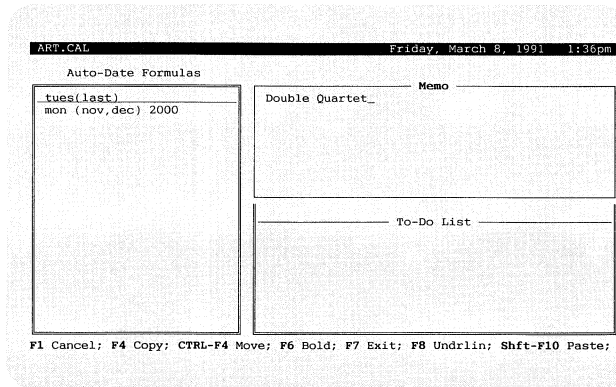 ART.CAL Friday, March 8, 1991 1:36pm
Auto-Date Formulas
tues(last)
mon (nov,dec) 2000
Memo
Double Quartet_
To-Do List
F1 Cancel; F4 Copy; CTRL-F4 Move; F6 Bold; F7 Exit; F8 Undrlin; Shft-F10 Paste;